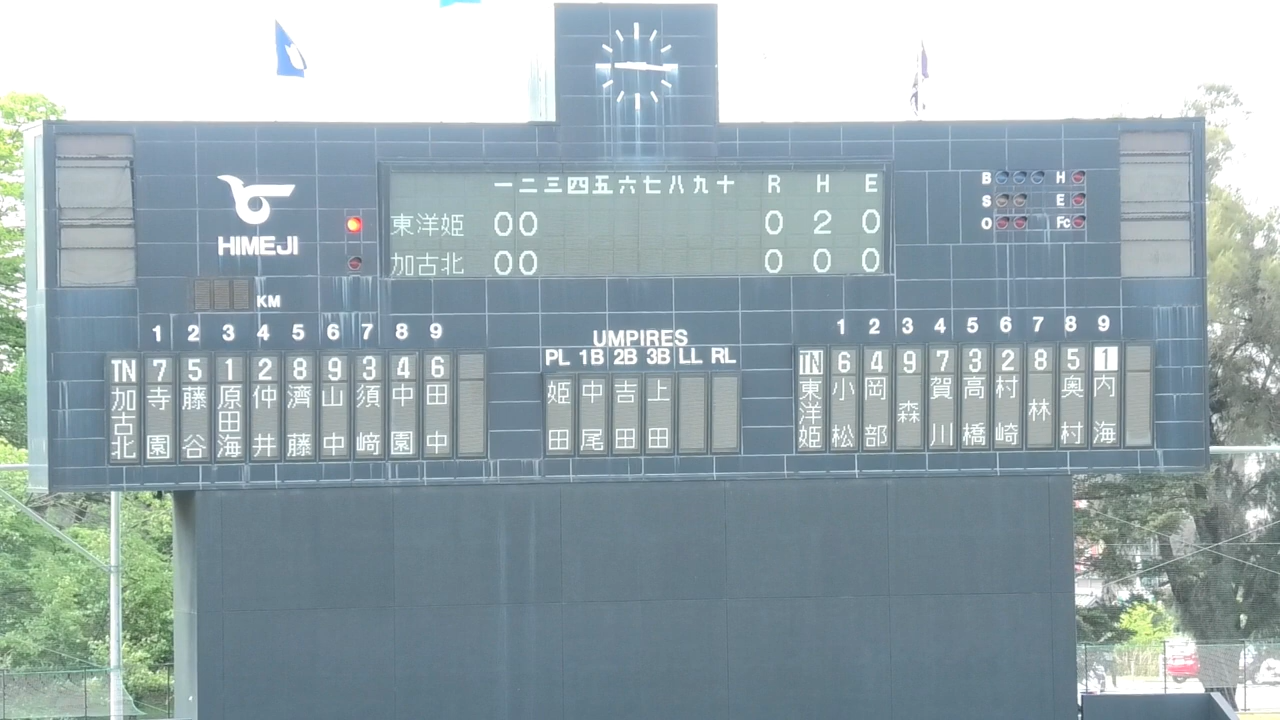 HIMEJI
一二三四五六七八九十 R H E
東洋姫 00 0 2 0
加古北 00 0 0 0
B H
S E
O Fc
KM
1 2 3 4 5 6 7 8 9
TN 7 5 1 2 8 9 3 4 6
加古北 寺園 藤谷 原田海 仲井 濟藤 山中 須﨑 中園 田中
UMPIRES
PL 1B 2B 3B LL RL
姫田 中尾 吉田 上田
1 2 3 4 5 6 7 8 9
TN 6 4 9 7 3 2 8 5 1
東洋姫 小松 岡部 森 賀川 高橋 村崎 林 奥村 内海